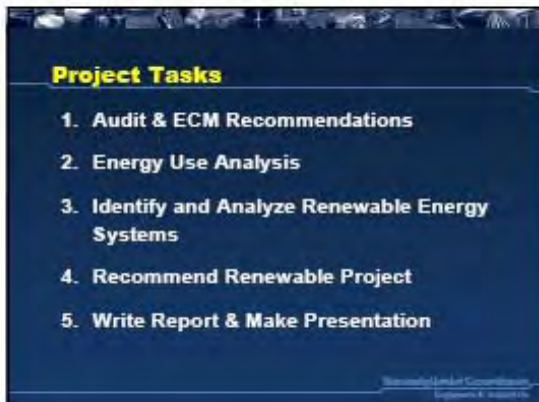 Project Tasks
1. Audit & ECM Recommendations
2. Energy Use Analysis
3. Identify and Analyze Renewable Energy
Systems
4. Recommend Renewable Project
5. Write Report & Make Presentation